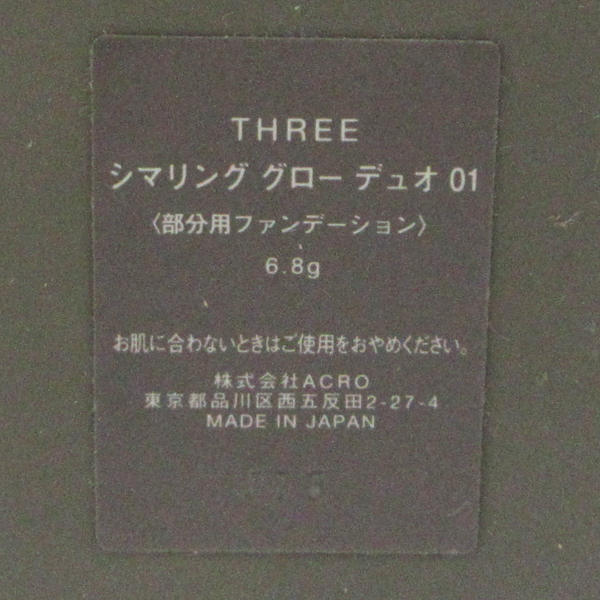 THREE
シマリング グロー デュオ 01
〈部分用ファンデーション〉
6.8g
お肌に合わないときはご使用をおやめください。
株式会社ACRO
東京都品川区西五反田2-27-4
MADE IN JAPAN